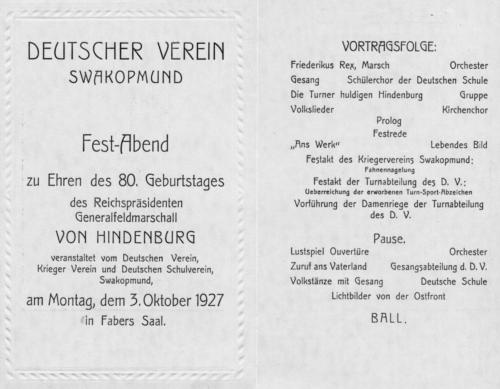 DEUTSCHER VEREIN
SWAKOPMUND
Fest-Abend
zu Ehren des 80. Geburtstages
des Reichspräsidenten
Generalfeldmarschall
VON HINDENBURG
veranstaltet vom Deutschen Verein,
Krieger Verein und Deutschen Schulverein,
Swakopmund,
am Montag, dem 3. Oktober 1927
in Fabers Saal.
VORTRAGSFOLGE:
Friederikus Rex, Marsch Orchester
Gesang Schülerchor der Deutschen Schule
Die Turner huldigen Hindenburg Gruppe
Volkslieder Kirchenchor
Prolog
Festrede
„Ans Werk" Lebendes Bild
Festakt des Kriegervereins Swakopmund:
Fahnennagelung
Festakt der Turnabteilung des D. V.:
Ueberreichung der erworbenen Turn-Sport-Abzeichen
Vorführung der Damenriege der Turnabteilung
des D. V.
Pause.
Lustspiel Ouvertüre Orchester
Zuruf ans Vaterland Gesangsabteilung d. D. V.
Volkstänze mit Gesang Deutsche Schule
Lichtbilder von der Ostfront
BALL.